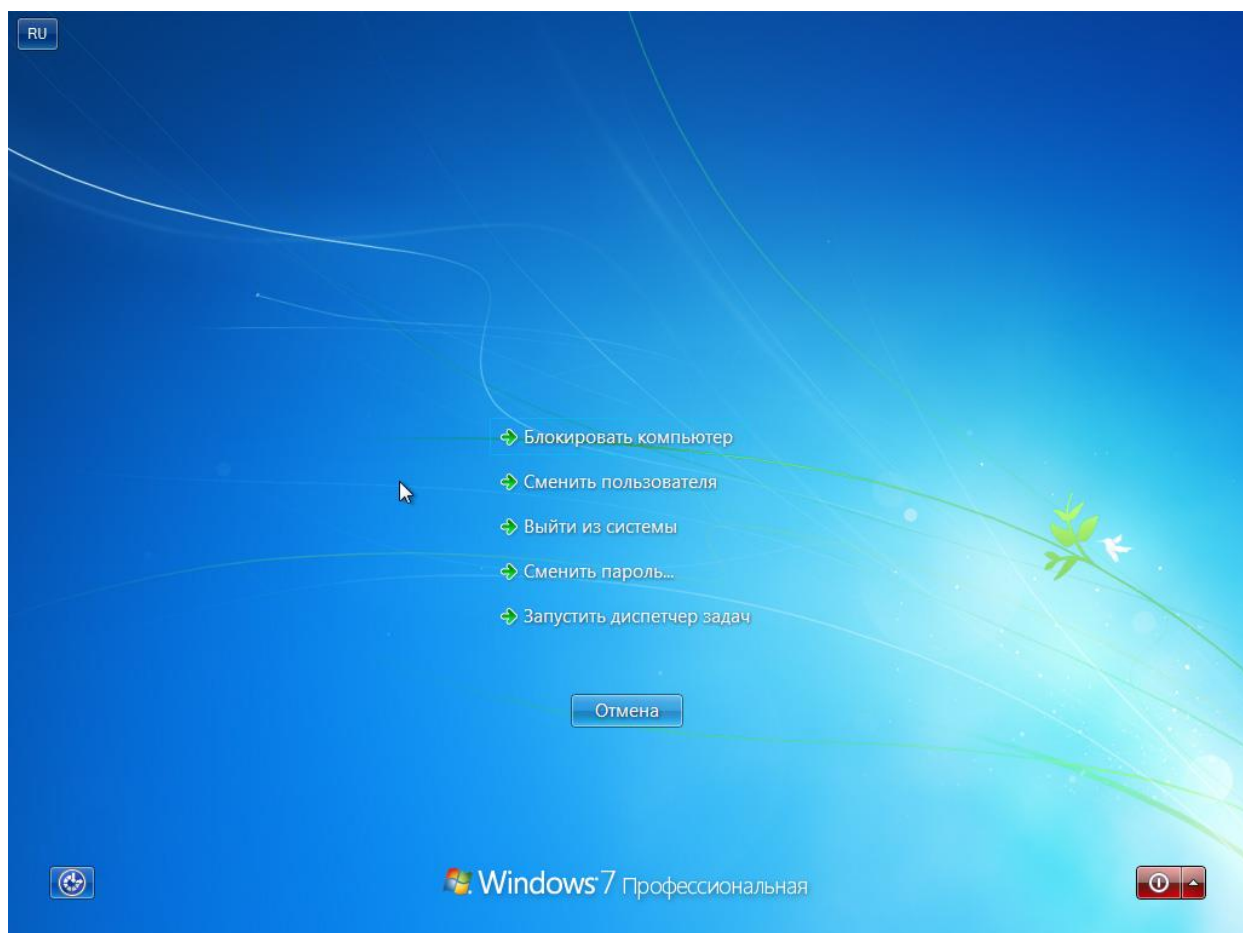 RU
Блокировать компьютер
Сменить пользователя
Выйти из системы
Сменить пароль...
Запустить диспетчер задач
Отмена
Windows 7 Профессиональная